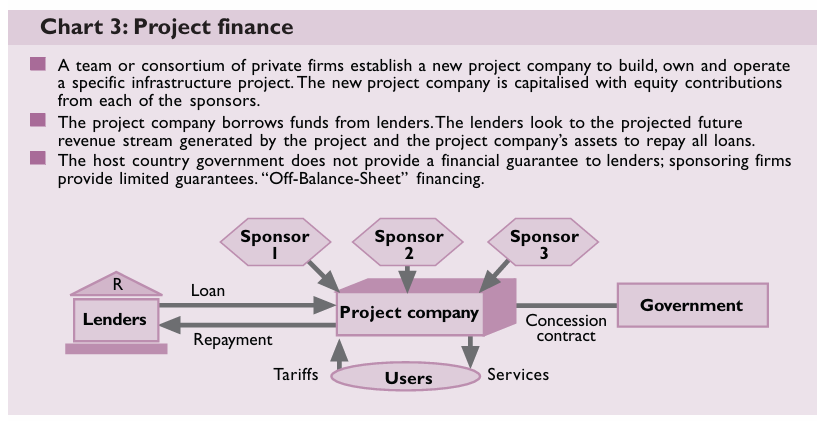 Chart 3: Project finance
A team or consortium of private firms establish a new project company to build, own and operate
a specific infrastructure project. The new project company is capitalised with equity contributions
from each of the sponsors.
The project company borrows funds from lenders. The lenders look to the projected future
revenue stream generated by the project and the project company's assets to repay all loans.
The host country government does not provide a financial guarantee to lenders; sponsoring firms
provide limited guarantees. “Off-Balance-Sheet” financing.
Sponsor
1
Sponsor
2
Sponsor
3
R
Lenders
Loan
Repayment
Project company
Concession
contract
Government
Tariffs
Users
Services